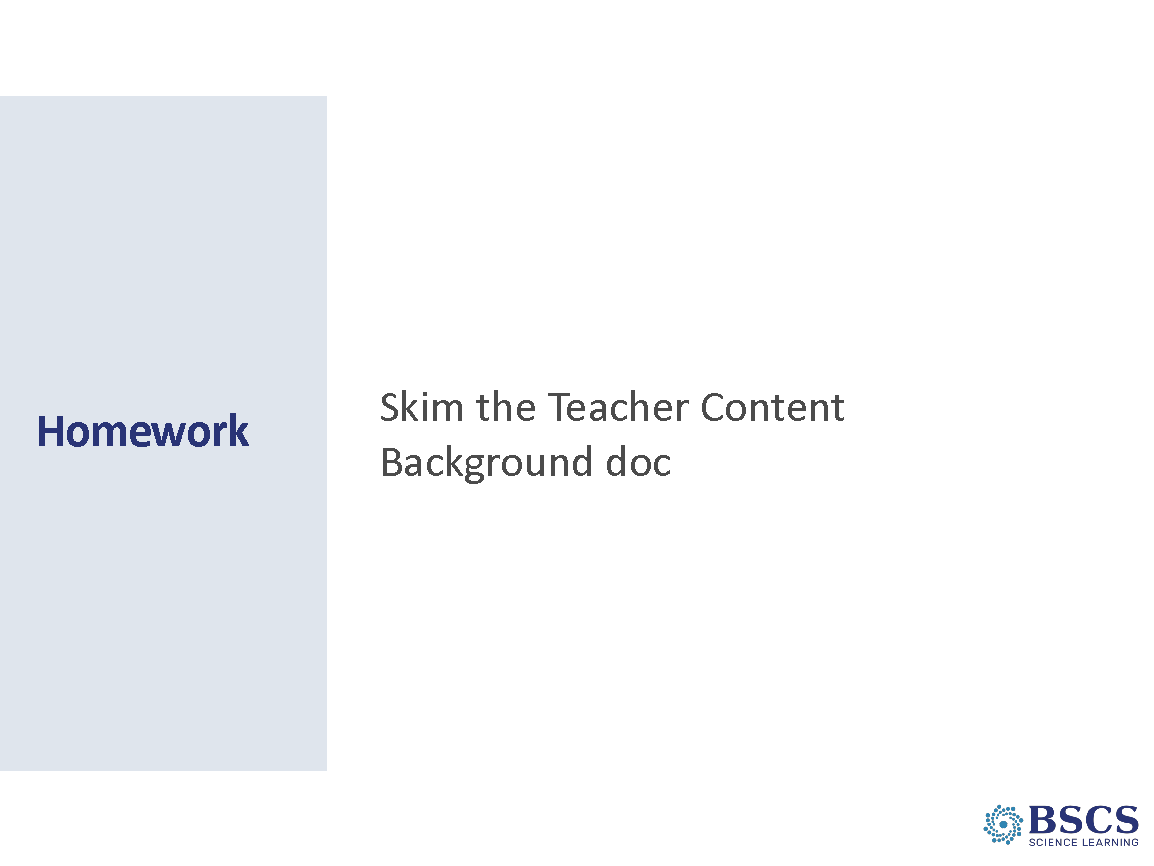 Homework
Skim the Teacher Content
Background doc
BSCS
SCIENCE LEARNING